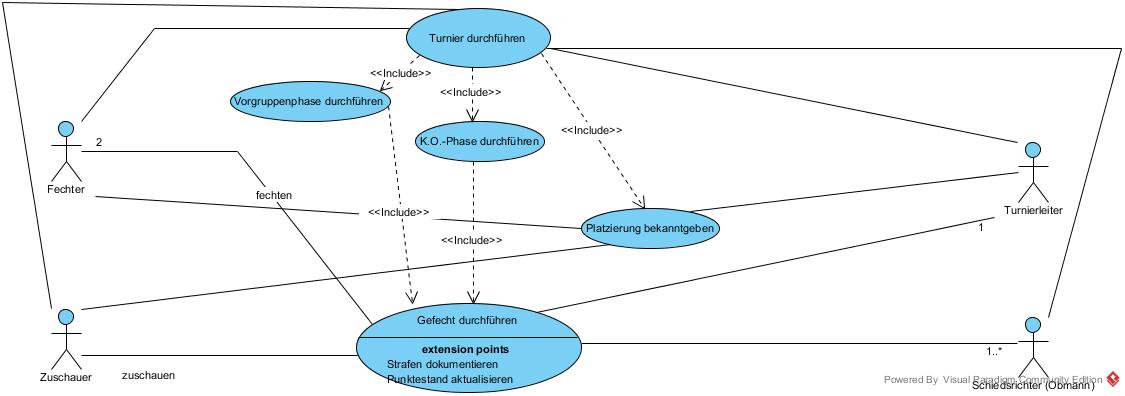 Turnier durchführen
<<Include>>
Vorgruppenphase durchführen
<<Include>>
<<Include>>
2
K.O.-Phase durchführen
Fechter
fechten
Turnierleiter
<<Include>>
Platzierung bekanntgeben
1
<<Include>>
Gefecht durchführen
extension points
Strafen dokumentieren
Punktestand aktualisieren
1..*
Zuschauer
zuschauen
Powered By Visual Paradigm Community Edition
Schiedsrichter (Obmann)